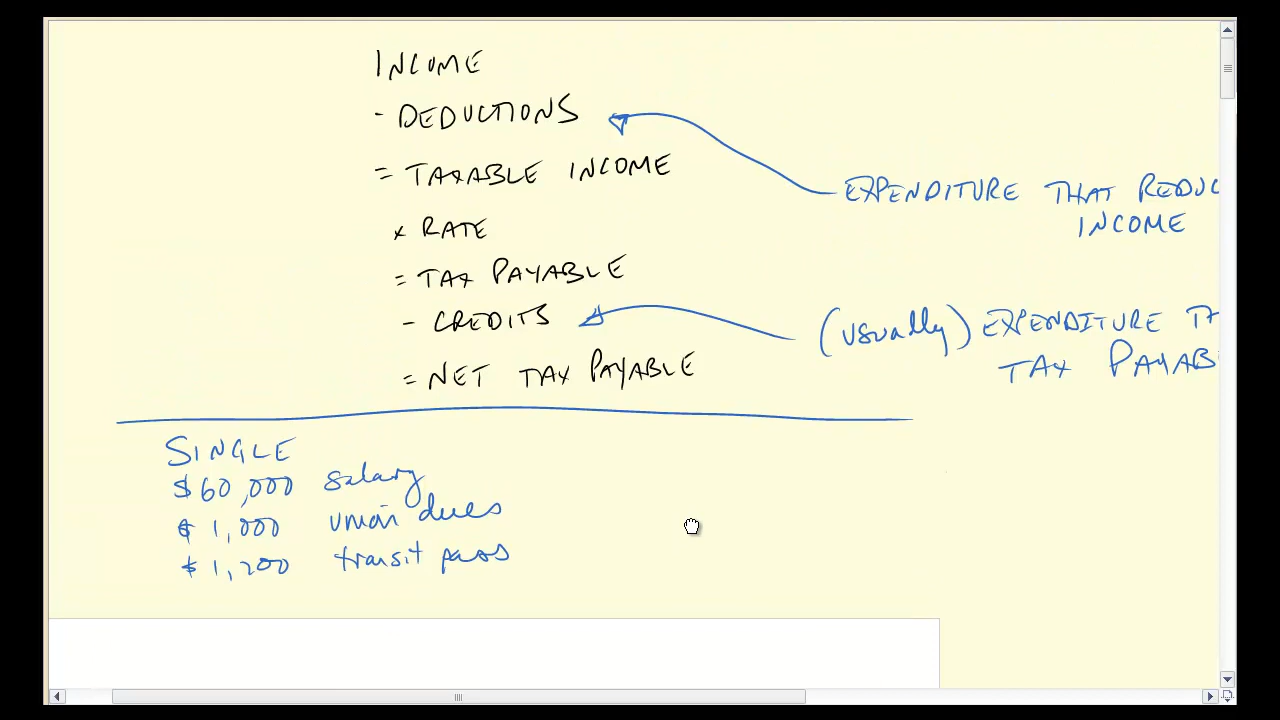 INCOME
- DEDUCTIONS
= TAXABLE INCOME
EXPENDITURE THAT REDUC
INCOME
x RATE
= TAX PAYABLE
- CREDITS
(usually) EXPENDITURE TH
TAX PAYAB
= NET TAX PAYABLE
SINGLE
$60,000 salary
$1,000 union dues
$1,200 transit pass